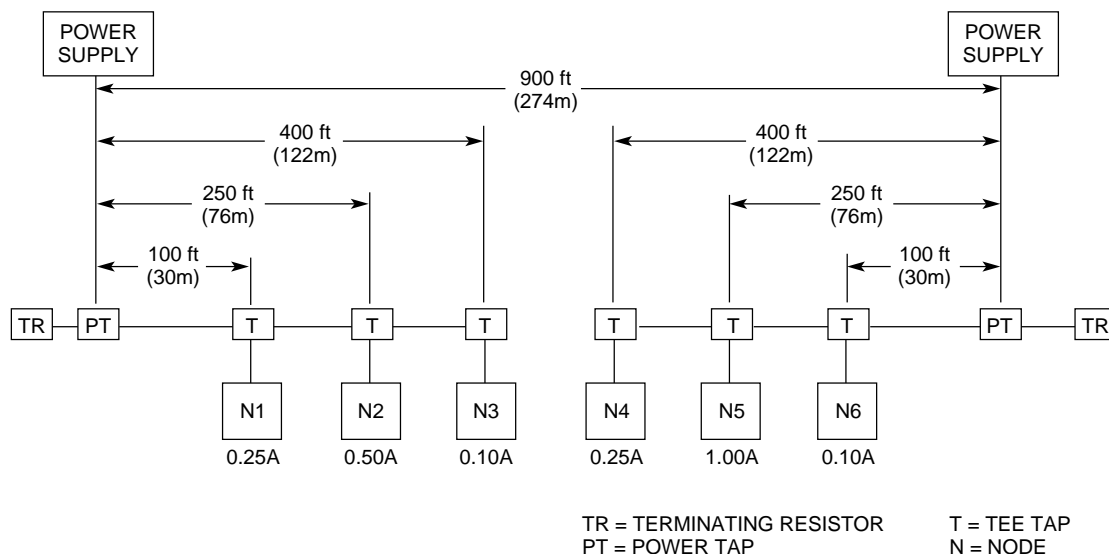 POWER
SUPPLY
POWER
SUPPLY
900 ft
(274m)
400 ft
(122m)
400 ft
(122m)
250 ft
(76m)
250 ft
(76m)
100 ft
(30m)
100 ft
(30m)
TR PT T T T T T T PT TR
N1 N2 N3 N4 N5 N6
0.25A 0.50A 0.10A 0.25A 1.00A 0.10A
TR = TERMINATING RESISTOR T = TEE TAP
PT = POWER TAP N = NODE